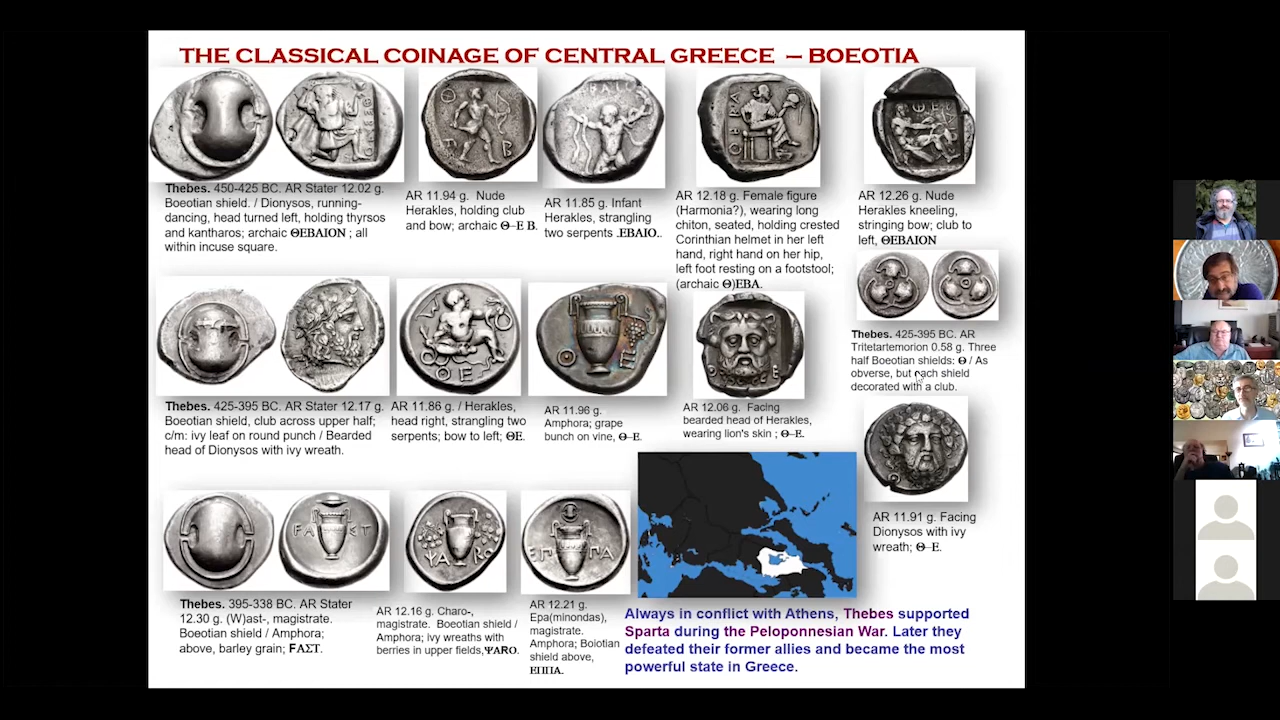 THE CLASSICAL COINAGE OF CENTRAL GREECE – BOEOTIA
Thebes. 450-425 BC. AR Stater 12.02 g.
Boeotian shield. / Dionysos, running-
dancing, head turned left, holding thyrsos
and kantharos; archaic ΘEBAION ; all
within incuse square.
AR 11.94 g. Nude
Herakles, holding club
and bow; archaic Θ–E B.
AR 11.85 g. Infant
Herakles, strangling
two serpents .EBAIO..
AR 12.18 g. Female figure
(Harmonia?), wearing long
chiton, seated, holding crested
Corinthian helmet in her left
hand, right hand on her hip,
left foot resting on a footstool;
(archaic Θ)EBA.
AR 12.26 g. Nude
Herakles kneeling,
stringing bow; club to
left, ΘEBAION
Thebes. 425-395 BC. AR
Tritetartemorion 0.58 g. Three
half Boeotian shields: Θ / As
obverse, but each shield
decorated with a club.
Thebes. 425-395 BC. AR Stater 12.17 g.
Boeotian shield, club across upper half;
c/m: ivy leaf on round punch / Bearded
head of Dionysos with ivy wreath.
AR 11.86 g. / Herakles,
head right, strangling two
serpents; bow to left; ΘE.
AR 11.96 g.
Amphora; grape
bunch on vine, Θ–E.
AR 12.06 g. Facing
bearded head of Herakles,
wearing lion's skin ; Θ–E.
AR 11.91 g. Facing
Dionysos with ivy
wreath; Θ–E.
Thebes. 395-338 BC. AR Stater
12.30 g. (W)ast-, magistrate.
Boeotian shield / Amphora;
above, barley grain; FAΣT.
AR 12.16 g. Charo-,
magistrate. Boeotian shield /
Amphora; ivy wreaths with
berries in upper fields,ΨARO.
AR 12.21 g.
Epa(minondas),
magistrate.
Amphora; Boiotian
shield above,
EΠΠA.
Always in conflict with Athens, Thebes supported
Sparta during the Peloponnesian War. Later they
defeated their former allies and became the most
powerful state in Greece.